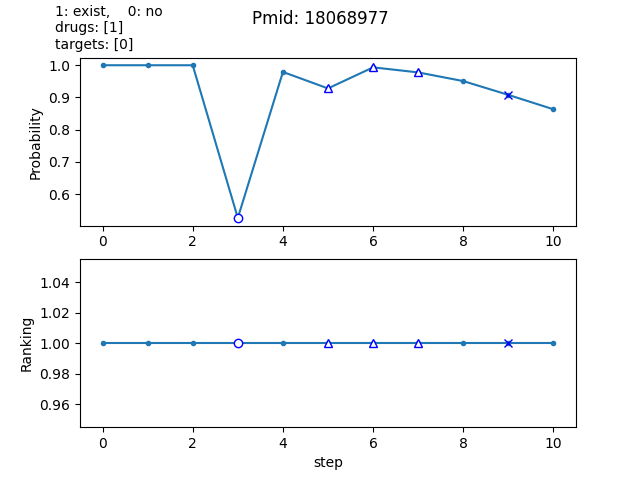 1: exist,    0: no
drugs: [1]
targets: [0]
Pmid: 18068977
Probability
1.0
0.9
0.8
0.7
0.6
0 2 4 6 8 10
Ranking
1.04
1.02
1.00
0.98
0.96
0 2 4 6 8 10
step